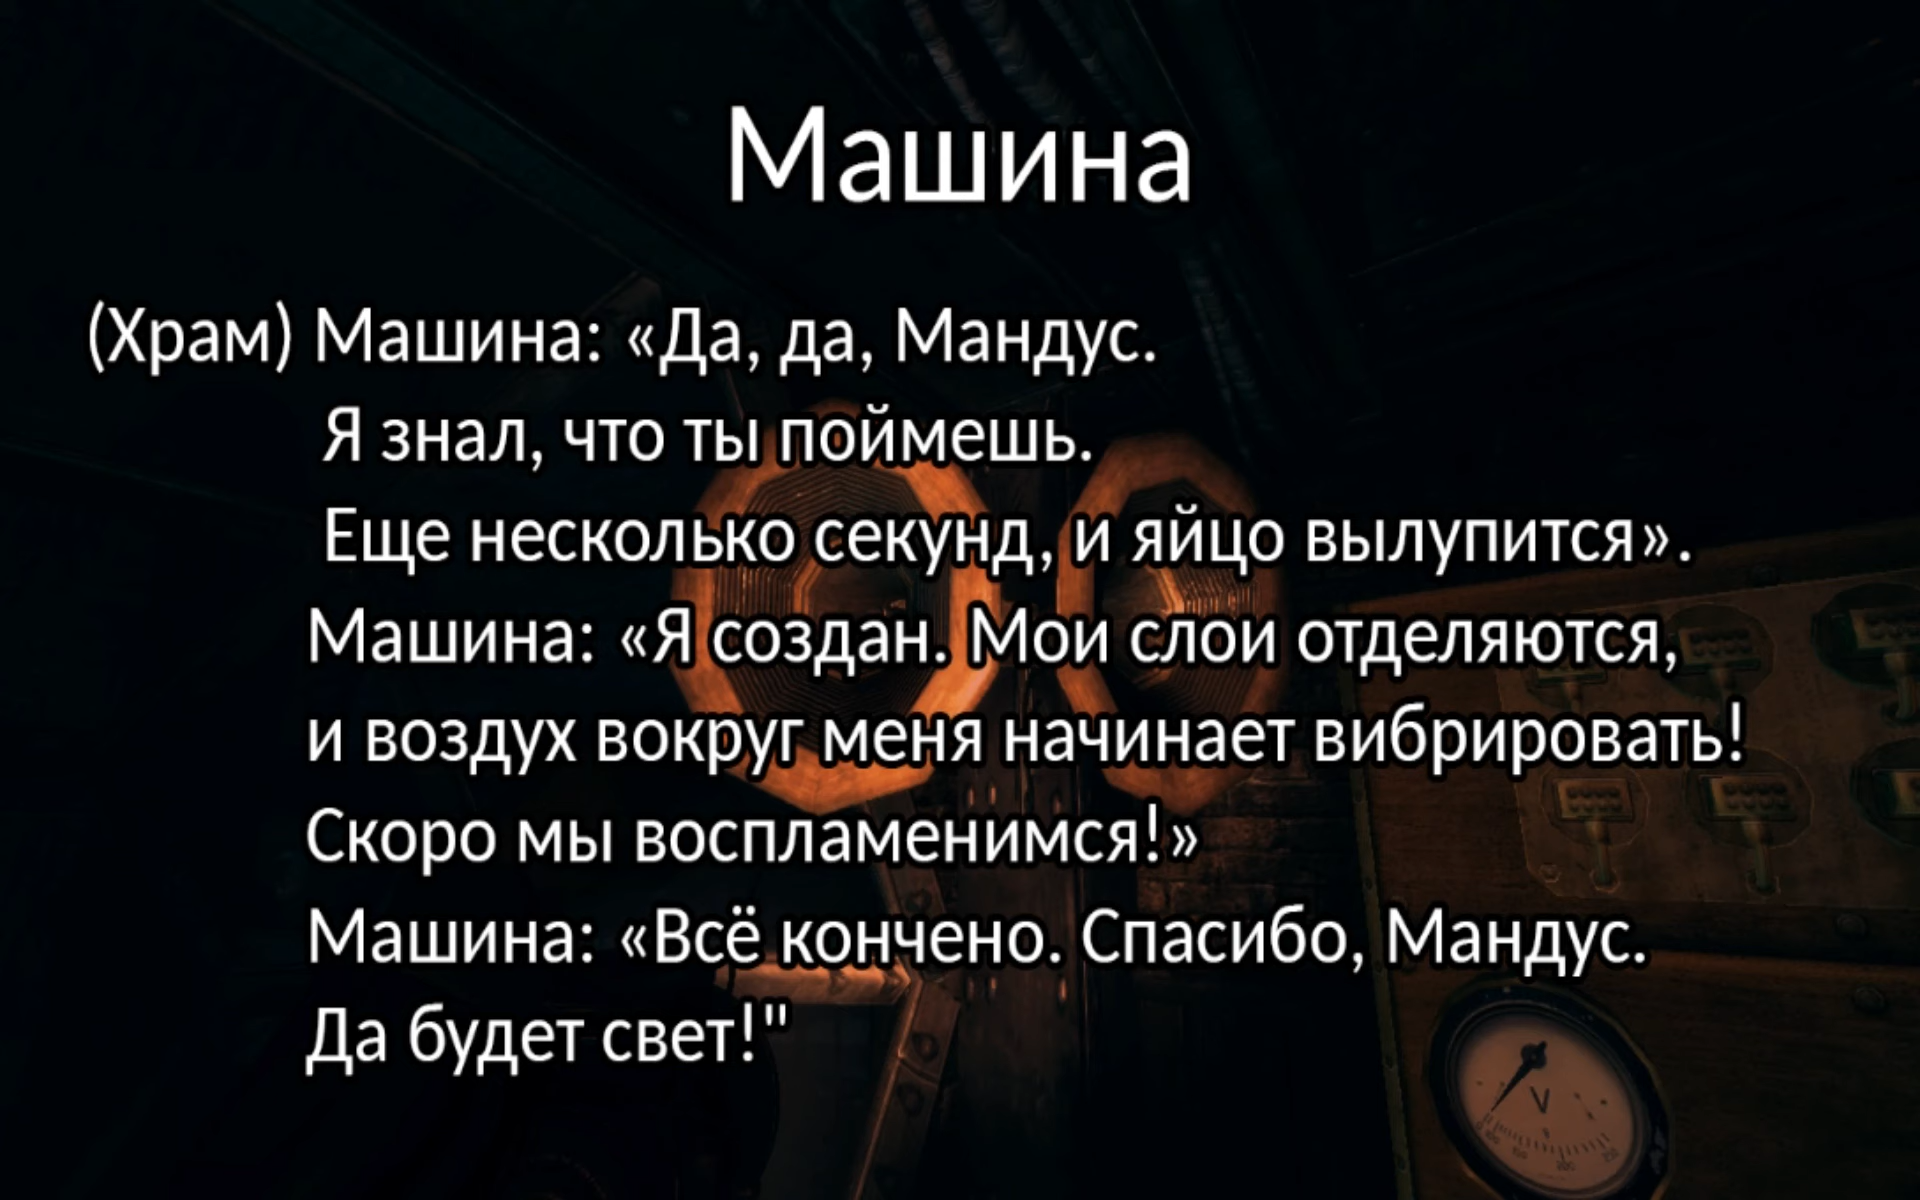 Машина
(Храм) Машина: «Да, да, Мандус.
Я знал, что ты поймешь.
Еще несколько секунд, и яйцо вылупится».
Машина: «Я создан. Мои слои отделяются,
и воздух вокруг меня начинает вибрировать!
Скоро мы воспламенимся!»
Машина: «Всё кончено. Спасибо, Мандус.
Да будет свет!"
V